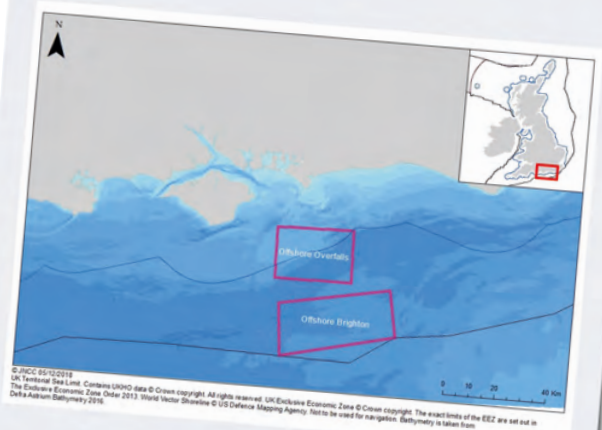 N
Offshore Overfalls
Offshore Brighton
0 10 20 40 Km
© JNCC 05/12/2018
UK Territorial Sea Limit. Contains UKHO data © Crown copyright. All rights reserved. UK Exclusive Economic Zone © Crown copyright. The exact limits of the EEZ are set out in
The Exclusive Economic Zone Order 2013. World Vector Shoreline © US Defence Mapping Agency. Not to be used for navigation. Bathymetry is taken from
Defra Astrium Bathymetry 2016.